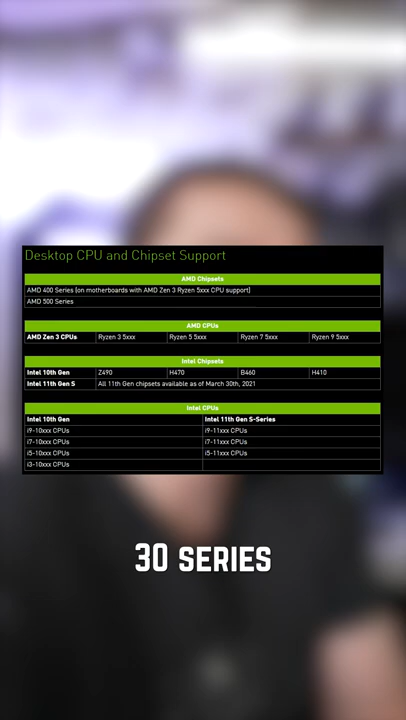 Desktop CPU and Chipset Support
AMD Chipsets
AMD 400 Series (on motherboards with AMD Zen 3 Ryzen 5xxx CPU support)
AMD 500 Series
AMD CPUs
AMD Zen 3 CPUs Ryzen 3 5xxx Ryzen 5 5xxx Ryzen 7 5xxx Ryzen 9 5xxx
Intel Chipsets
Intel 10th Gen Z490 H470 B460 H410
Intel 11th Gen S All 11th Gen chipsets available as of March 30th, 2021
Intel CPUs
Intel 10th Gen Intel 11th Gen S-Series
i9-10xxx CPUs i9-11xxx CPUs
i7-10xxx CPUs i7-11xxx CPUs
i5-10xxx CPUs i5-11xxx CPUs
i3-10xxx CPUs
30 SERIES